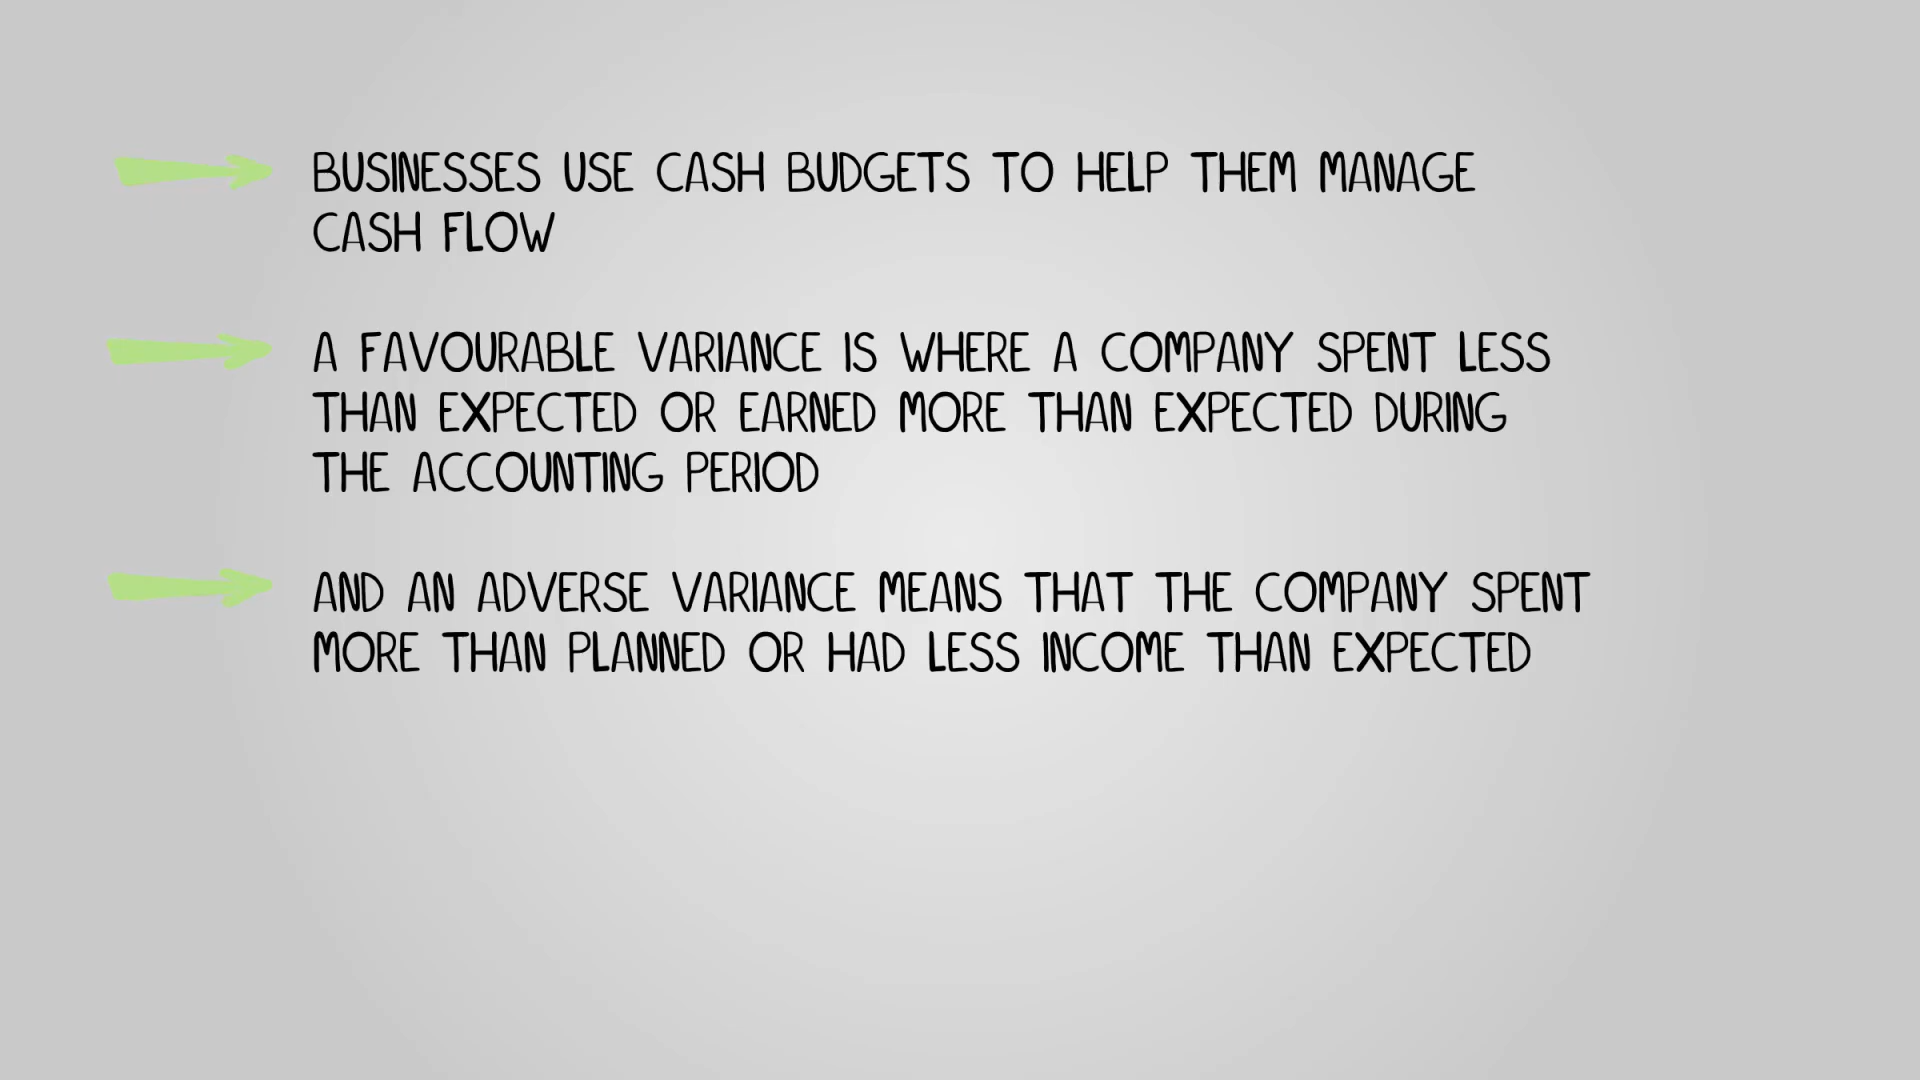 BUSINESSES USE CASH BUDGETS TO HELP THEM MANAGE
CASH FLOW
A FAVOURABLE VARIANCE IS WHERE A COMPANY SPENT LESS
THAN EXPECTED OR EARNED MORE THAN EXPECTED DURING
THE ACCOUNTING PERIOD
AND AN ADVERSE VARIANCE MEANS THAT THE COMPANY SPENT
MORE THAN PLANNED OR HAD LESS INCOME THAN EXPECTED